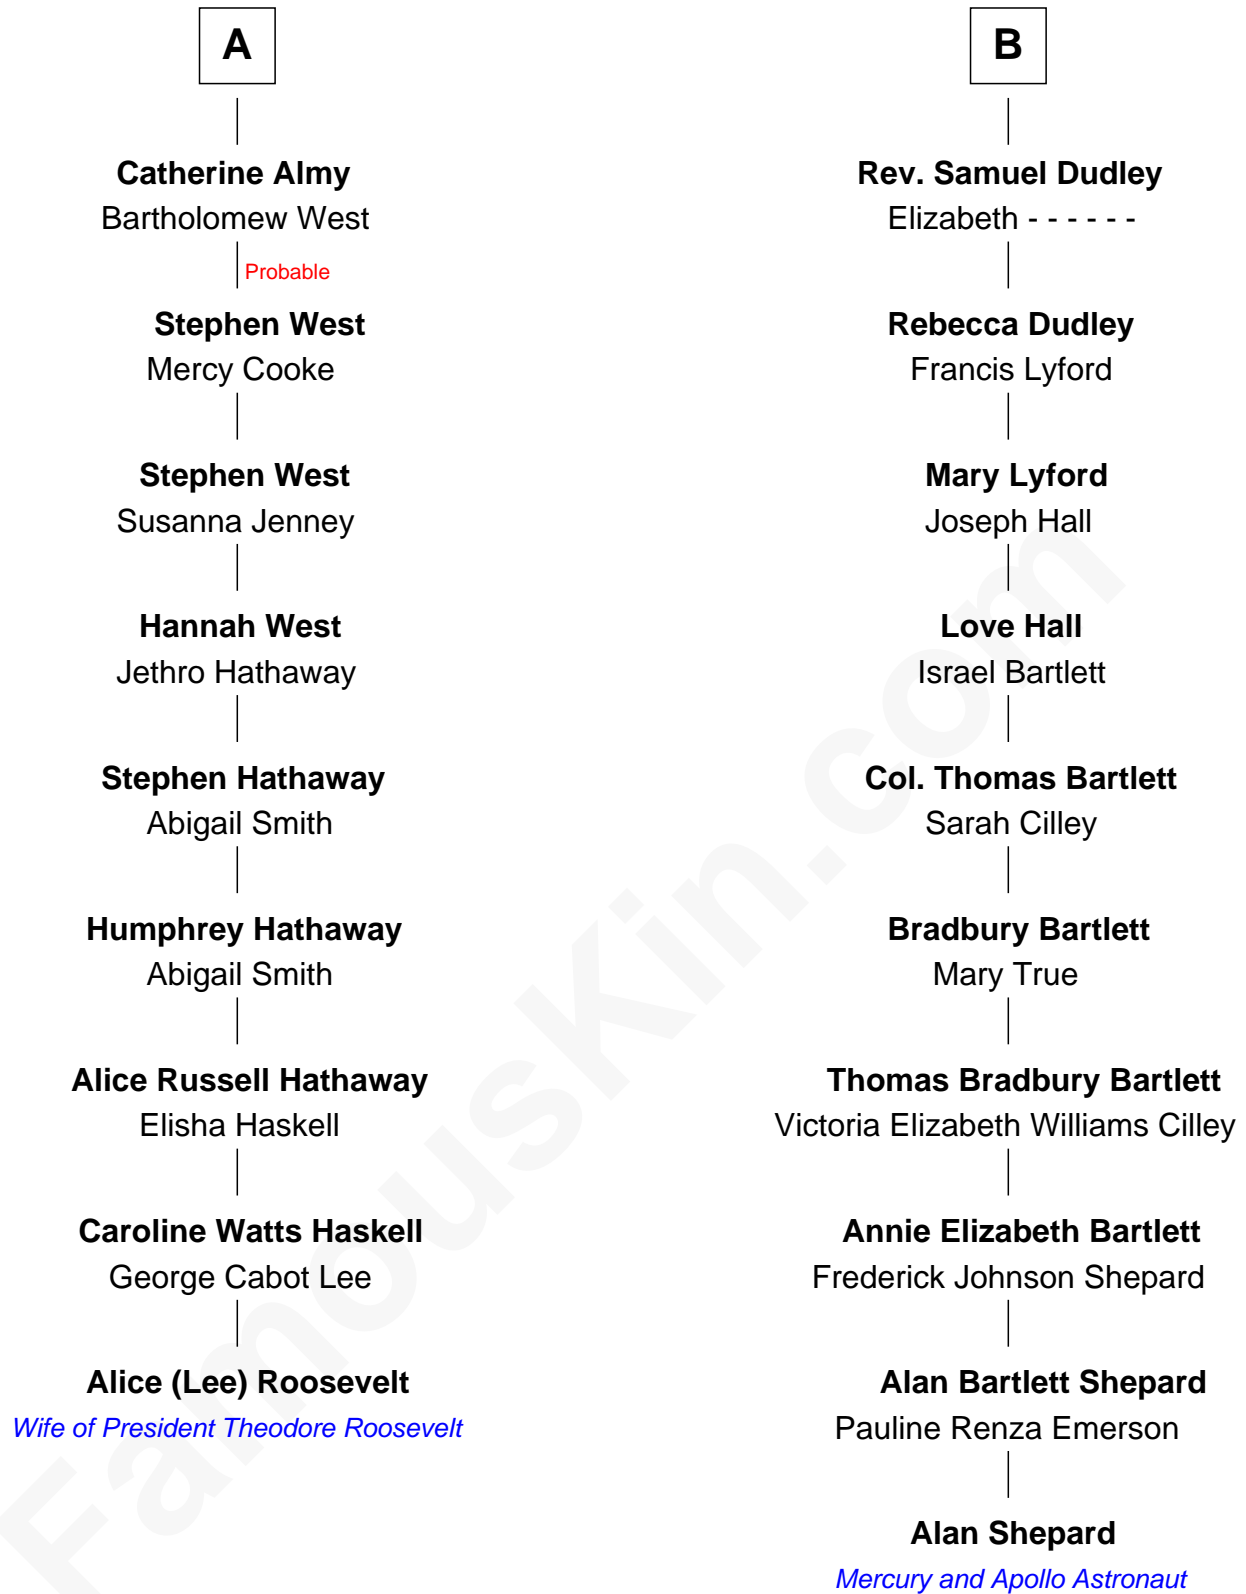 A
Catherine Almy
Bartholomew West
Probable
Stephen West
Mercy Cooke
Stephen West
Susanna Jenney
Hannah West
Jethro Hathaway
Stephen Hathaway
Abigail Smith
Humphrey Hathaway
Abigail Smith
Alice Russell Hathaway
Elisha Haskell
Caroline Watts Haskell
George Cabot Lee
Alice (Lee) Roosevelt
Wife of President Theodore Roosevelt
B
Rev. Samuel Dudley
Elizabeth - - - - - -
Rebecca Dudley
Francis Lyford
Mary Lyford
Joseph Hall
Love Hall
Israel Bartlett
Col. Thomas Bartlett
Sarah Cilley
Bradbury Bartlett
Mary True
Thomas Bradbury Bartlett
Victoria Elizabeth Williams Cilley
Annie Elizabeth Bartlett
Frederick Johnson Shepard
Alan Bartlett Shepard
Pauline Renza Emerson
Alan Shepard
Mercury and Apollo Astronaut
FamousKin.com